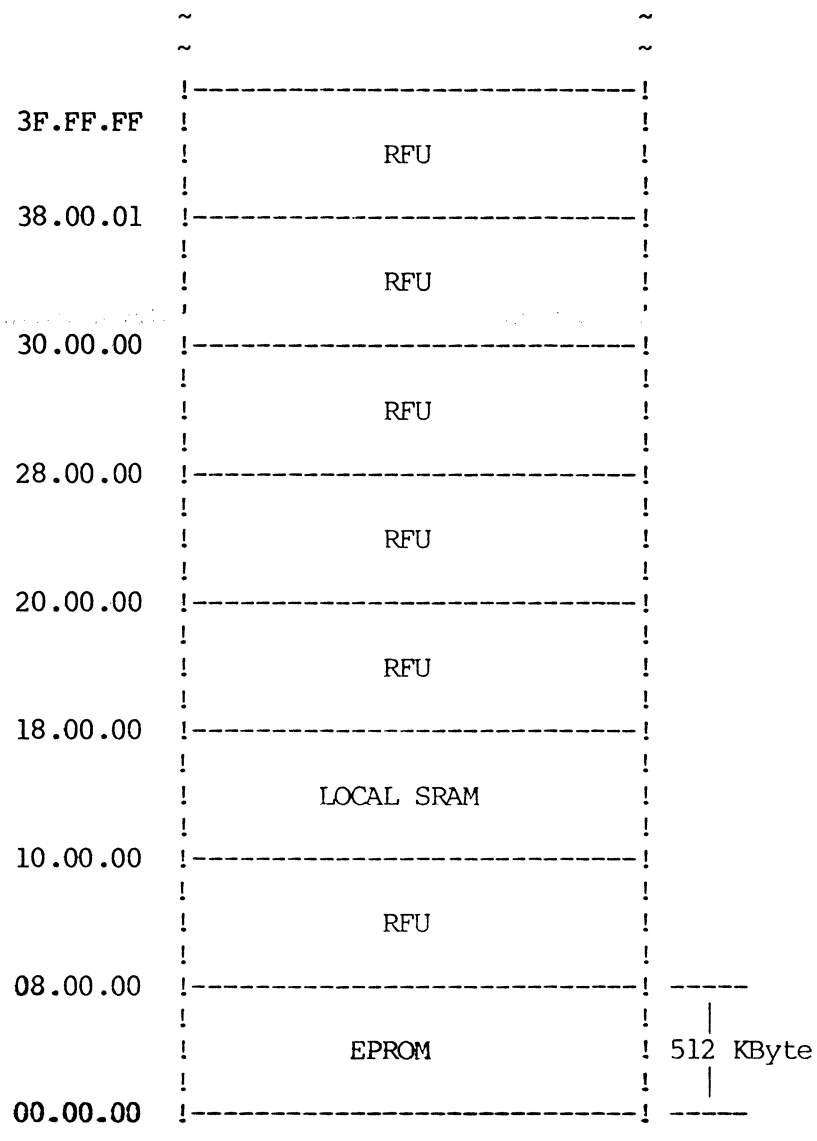 ~                                     ~
~                                     ~
          !-----------------------------------!
3F.FF.FF  !                                   !
          !                RFU                !
          !                                   !
38.00.01  !-----------------------------------!
          !                                   !
          !                RFU                !
          !                                   !
30.00.00  !-----------------------------------!
          !                                   !
          !                RFU                !
          !                                   !
28.00.00  !-----------------------------------!
          !                                   !
          !                RFU                !
          !                                   !
20.00.00  !-----------------------------------!
          !                                   !
          !                RFU                !
          !                                   !
18.00.00  !-----------------------------------!
          !                                   !
          !            LOCAL SRAM             !
          !                                   !
10.00.00  !-----------------------------------!
          !                                   !
          !                RFU                !
          !                                   !
08.00.00  !-----------------------------------! ------
          !                                   !    |
          !               EPROM               ! 512 KByte
          !                                   !    |
00.00.00  !-----------------------------------! ------